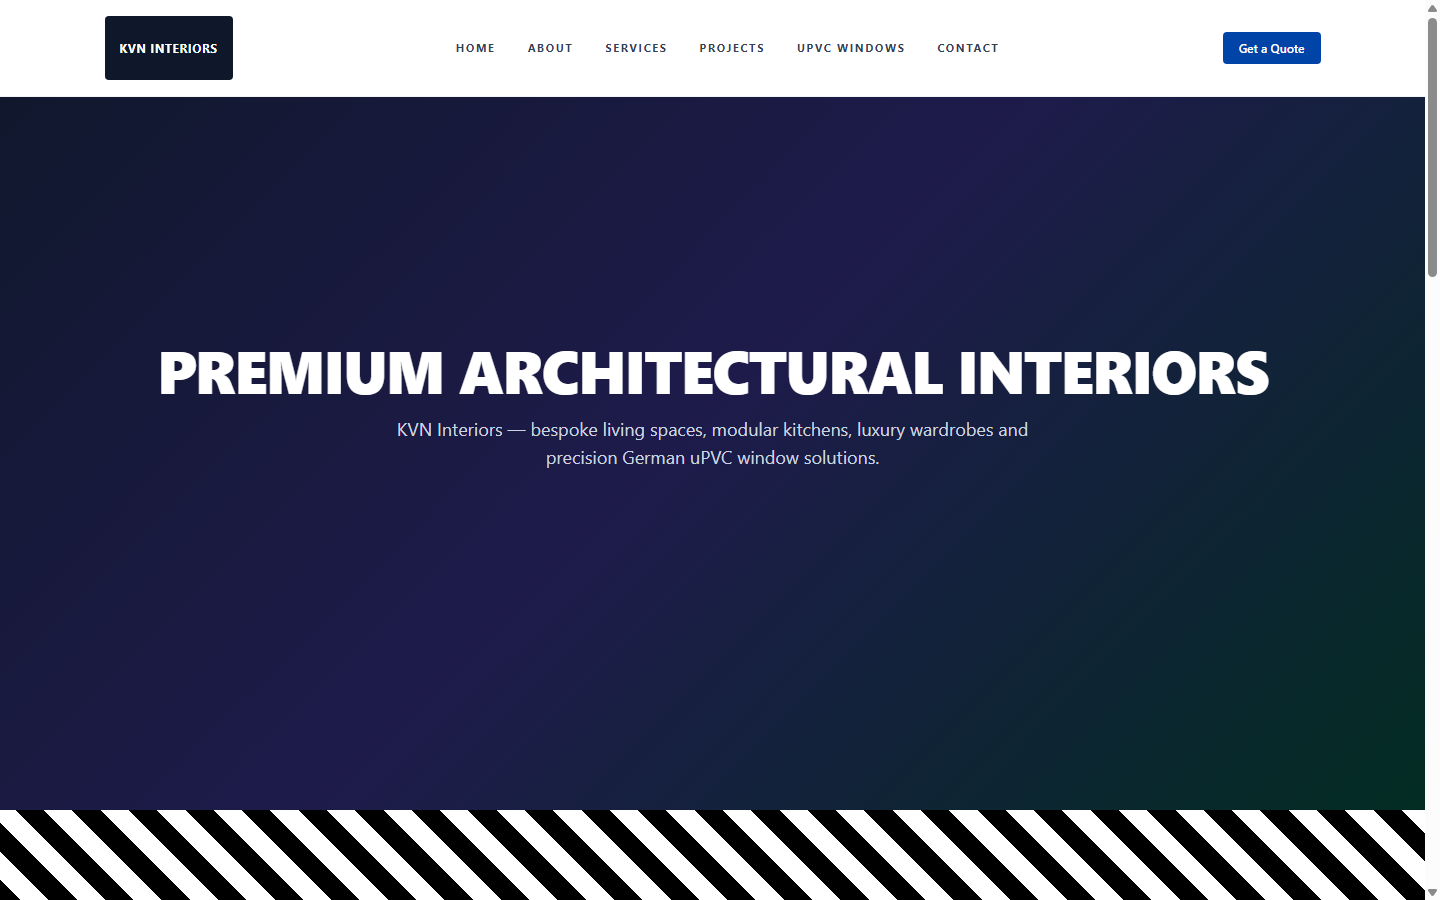 KVN INTERIORS
HOME
ABOUT
SERVICES
PROJECTS
UPVC WINDOWS
CONTACT
Get a Quote
PREMIUM ARCHITECTURAL INTERIORS
KVN Interiors — bespoke living spaces, modular kitchens, luxury wardrobes and
precision German uPVC window solutions.